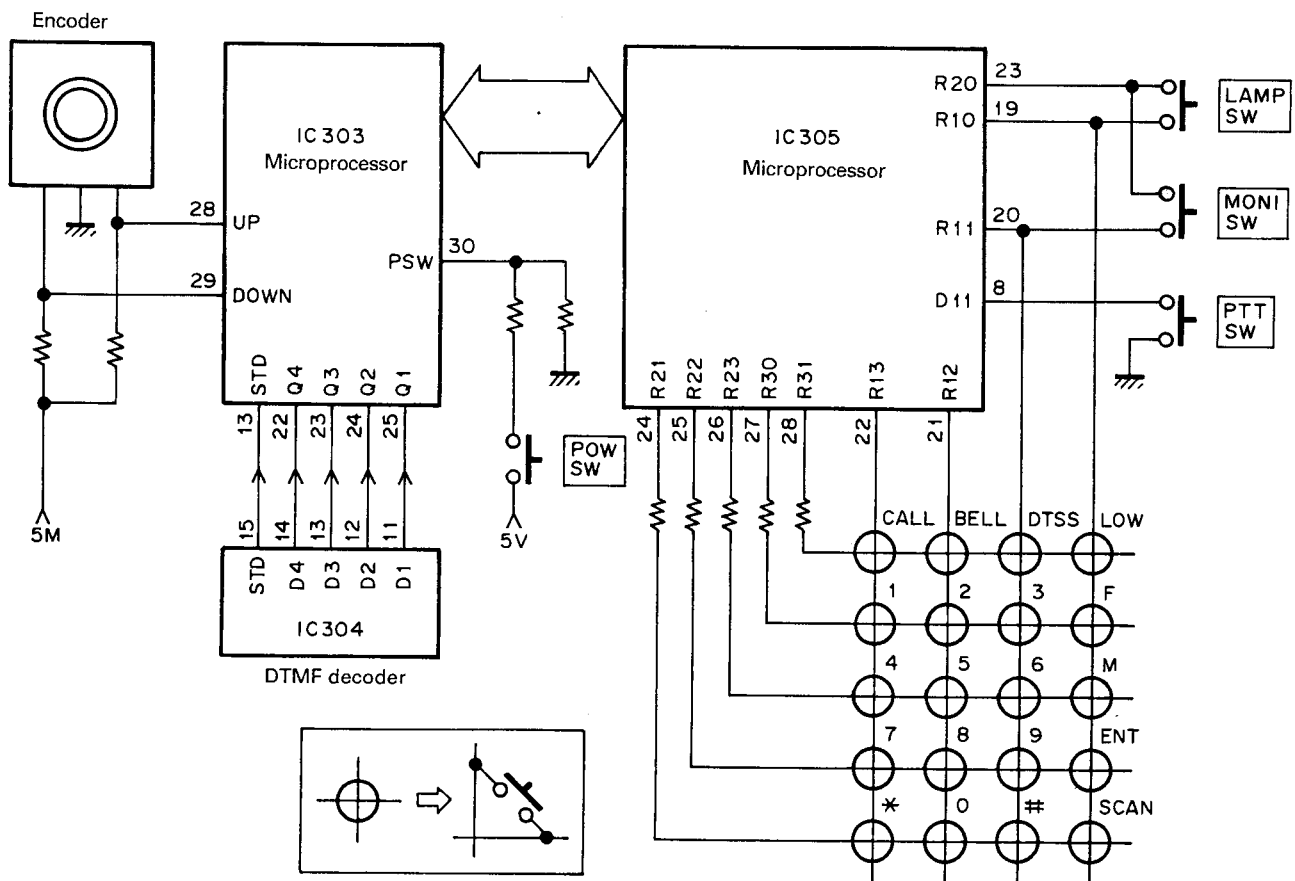 Encoder
IC303
Microprocessor
28
UP
29
DOWN
30
PSW
STD
Q4
Q3
Q2
Q1
13
22
23
24
25
15
14
13
12
11
STD
D4
D3
D2
D1
IC304
DTMF decoder
5M
5V
POW
SW
IC305
Microprocessor
R20
23
R10
19
R11
20
D11
8
LAMP
SW
MONI
SW
PTT
SW
R21
R22
R23
R30
R31
R13
R12
24
25
26
27
28
22
21
CALL BELL DTSS LOW
1 2 3 F
4 5 6 M
7 8 9 ENT
* 0 # SCAN